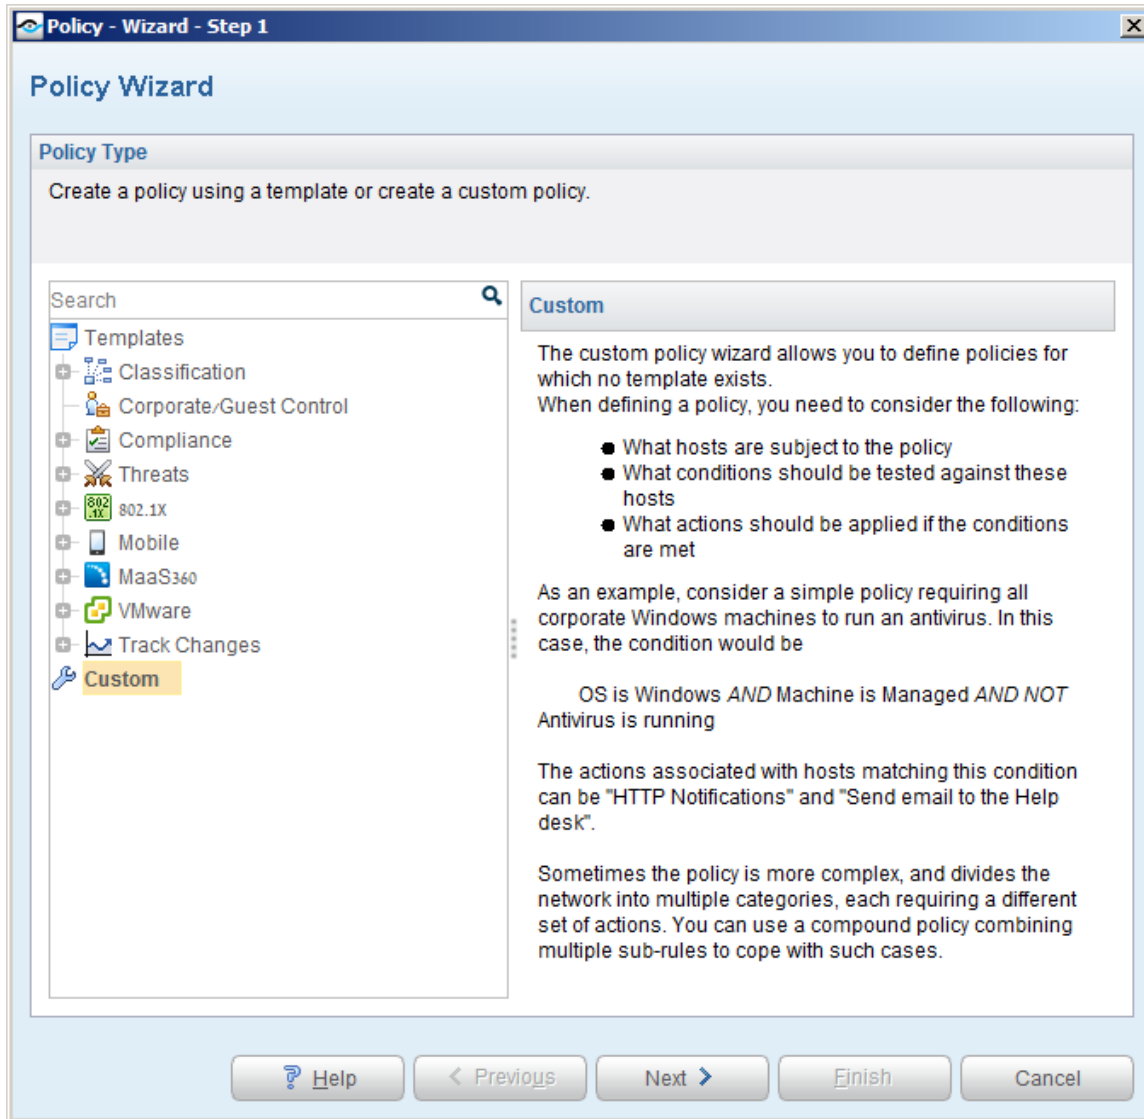 Policy - Wizard - Step 1
Policy Wizard
Policy Type
Create a policy using a template or create a custom policy.
Search
Templates
Classification
Corporate/Guest Control
Compliance
Threats
802.1X
802.1X
Mobile
MaaS360
VMware
Track Changes
Custom
Custom
The custom policy wizard allows you to define policies for
which no template exists.
When defining a policy, you need to consider the following:
● What hosts are subject to the policy
● What conditions should be tested against these
hosts
● What actions should be applied if the conditions
are met
As an example, consider a simple policy requiring all
corporate Windows machines to run an antivirus. In this
case, the condition would be
OS is Windows AND Machine is Managed AND NOT
Antivirus is running
The actions associated with hosts matching this condition
can be "HTTP Notifications" and "Send email to the Help
desk".
Sometimes the policy is more complex, and divides the
network into multiple categories, each requiring a different
set of actions. You can use a compound policy combining
multiple sub-rules to cope with such cases.
? Help
< Previous
Next >
Finish
Cancel